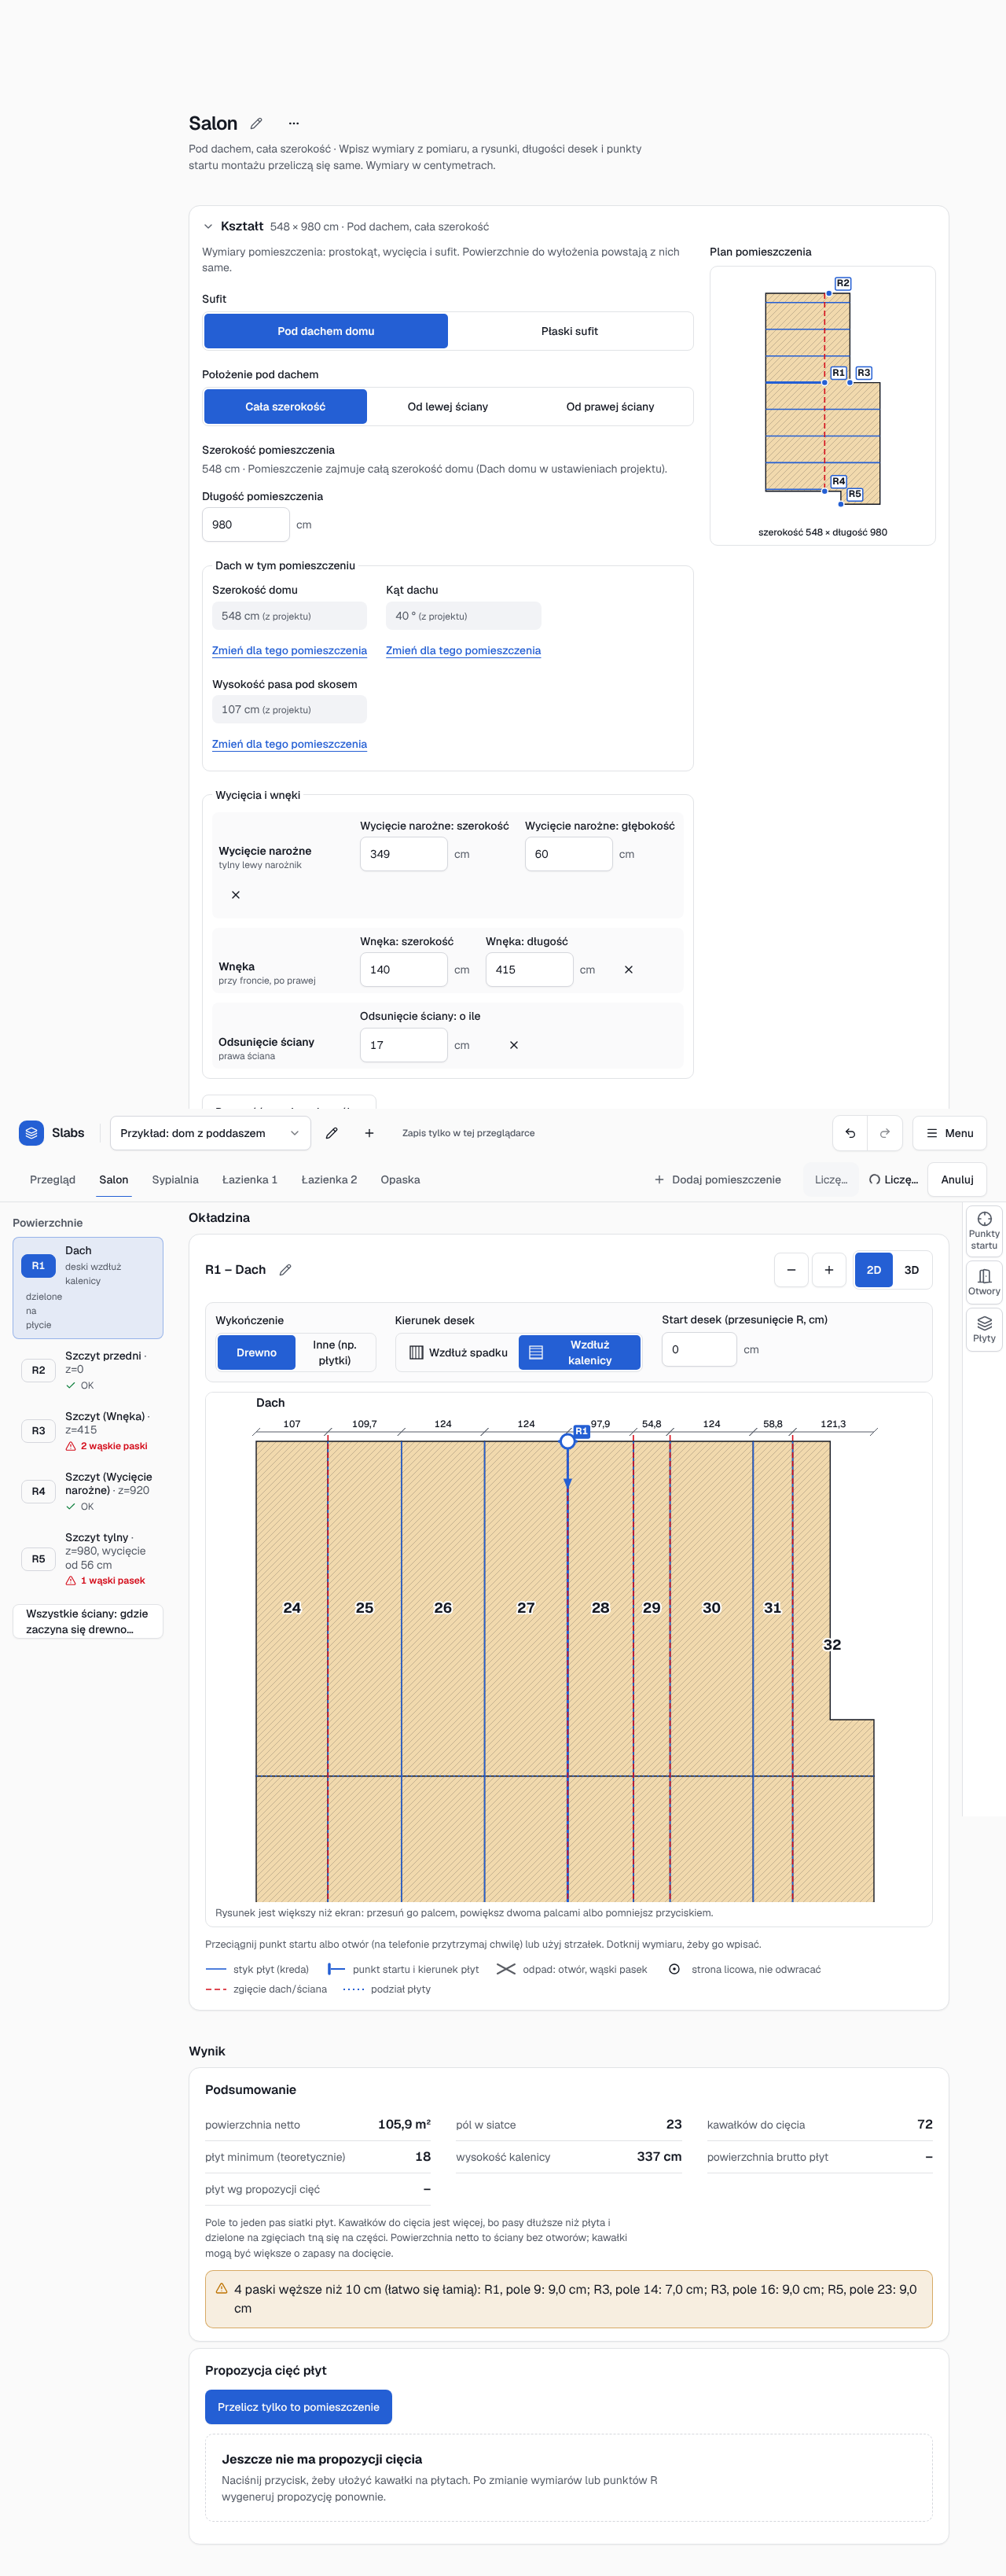 Salon
Pod dachem, cała szerokość · Wpisz wymiary z pomiaru, a rysunki, długości desek i punkty
startu montażu przeliczą się same. Wymiary w centymetrach.
Kształt 548 × 980 cm · Pod dachem, cała szerokość
Wymiary pomieszczenia: prostokąt, wycięcia i sufit. Powierzchnie do wyłożenia powstają z nich
same.
Plan pomieszczenia
Sufit
Pod dachem domu
Płaski sufit
Położenie pod dachem
Cała szerokość
Od lewej ściany
Od prawej ściany
Szerokość pomieszczenia
548 cm · Pomieszczenie zajmuje całą szerokość domu (Dach domu w ustawieniach projektu).
Długość pomieszczenia
980 cm
R2
R1
R3
R4
R5
szerokość 548 × długość 980
Dach w tym pomieszczeniu
Szerokość domu
Kąt dachu
548 cm (z projektu)
40 ° (z projektu)
Zmień dla tego pomieszczenia
Zmień dla tego pomieszczenia
Wysokość pasa pod skosem
107 cm (z projektu)
Zmień dla tego pomieszczenia
Wycięcia i wnęki
Wycięcie narożne: szerokość
Wycięcie narożne: głębokość
Wycięcie narożne
tylny lewy narożnik
349 cm
60 cm
Wnęka: szerokość
Wnęka: długość
Wnęka
przy froncie, po prawej
140 cm
415 cm
Odsunięcie ściany: o ile
Odsunięcie ściany
prawa ściana
17 cm
Slabs
Przykład: dom z poddaszem
Zapis tylko w tej przeglądarce
Menu
Przegląd
Salon
Sypialnia
Łazienka 1
Łazienka 2
Opaska
Dodaj pomieszczenie
Liczę…
Liczę…
Anuluj
Powierzchnie
R1
Dach
deski wzdłuż
kalenicy
dzielone
na
płycie
R2
Szczyt przedni ·
z=0
OK
R3
Szczyt (Wnęka) ·
z=415
2 wąskie paski
R4
Szczyt (Wycięcie
narożne) · z=920
OK
R5
Szczyt tylny ·
z=980, wycięcie
od 56 cm
1 wąski pasek
Wszystkie ściany: gdzie
zaczyna się drewno…
Okładzina
R1 – Dach
2D
3D
Punkty
startu
Otwory
Płyty
Wykończenie
Drewno
Inne (np.
płytki)
Kierunek desek
Wzdłuż spadku
Wzdłuż
kalenicy
Start desek (przesunięcie R, cm)
0 cm
Dach
107
109,7
124
124
R1
97,9
54,8
124
58,8
121,3
24
25
26
27
28
29
30
31
32
Rysunek jest większy niż ekran: przesuń go palcem, powiększ dwoma palcami albo pomniejsz przyciskiem.
Przeciągnij punkt startu albo otwór (na telefonie przytrzymaj chwilę) lub użyj strzałek. Dotknij wymiaru, żeby go wpisać.
styk płyt (kreda)
punkt startu i kierunek płyt
odpad: otwór, wąski pasek
strona licowa, nie odwracać
zgięcie dach/ściana
podział płyty
Wynik
Podsumowanie
powierzchnia netto 105,9 m²
pól w siatce 23
kawałków do cięcia 72
płyt minimum (teoretycznie) 18
wysokość kalenicy 337 cm
powierzchnia brutto płyt –
płyt wg propozycji cięć –
Pole to jeden pas siatki płyt. Kawałków do cięcia jest więcej, bo pasy dłuższe niż płyta i
dzielone na zgięciach tną się na części. Powierzchnia netto to ściany bez otworów; kawałki
mogą być większe o zapasy na docięcie.
4 paski węższe niż 10 cm (łatwo się łamią): R1, pole 9: 9,0 cm; R3, pole 14: 7,0 cm; R3, pole 16: 9,0 cm; R5, pole 23: 9,0
cm
Propozycja cięć płyt
Przelicz tylko to pomieszczenie
Jeszcze nie ma propozycji cięcia
Naciśnij przycisk, żeby ułożyć kawałki na płytach. Po zmianie wymiarów lub punktów R
wygeneruj propozycję ponownie.